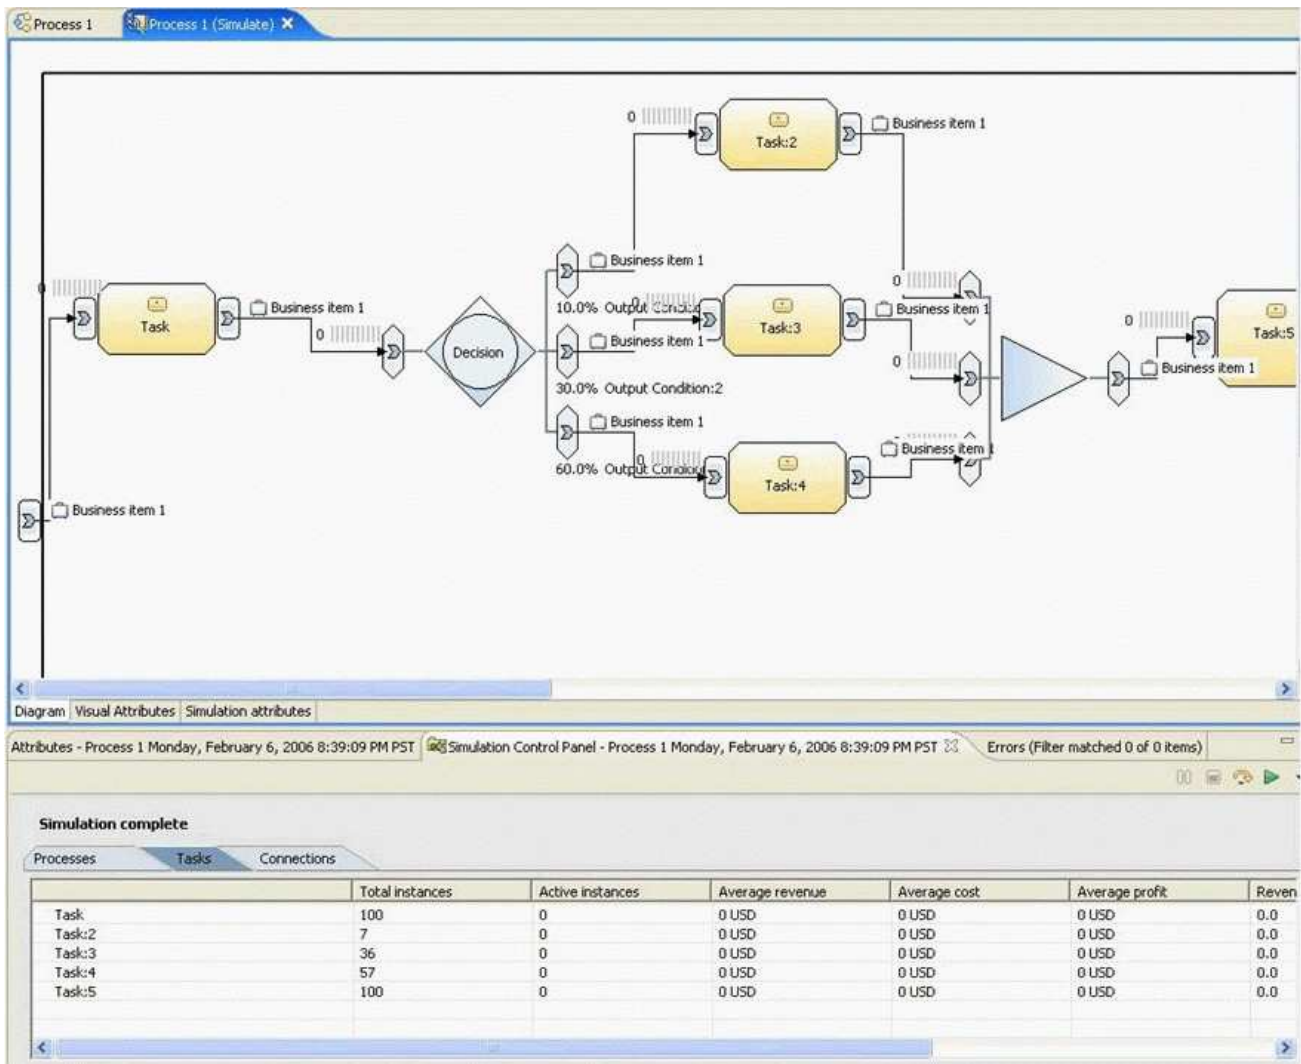 Process 1
Process 1 (Simulate)
0
Business item 1
Task:2
Business item 1
0
Business item 1
0
Task
0
10.0% Output
0
Task:3
Business item 1
0
Task:5
Decision
Business item 1
0
Business item 1
30.0% Output Condition:2
Business item 1
Business item
60.0% Output
0
Task:4
Business item 1
Diagram
Visual Attributes
Simulation attributes
Attributes - Process 1 Monday, February 6, 2006 8:39:09 PM PST
Simulation Control Panel - Process 1 Monday, February 6, 2006 8:39:09 PM PST
Errors (Filter matched 0 of 0 items)
Simulation complete
Processes Tasks Connections
Total instances Active instances Average revenue Average cost Average profit Reven
Task 100 0 0 USD 0 USD 0 USD 0.0
Task:2 7 0 0 USD 0 USD 0 USD 0.0
Task:3 36 0 0 USD 0 USD 0 USD 0.0
Task:4 57 0 0 USD 0 USD 0 USD 0.0
Task:5 100 0 0 USD 0 USD 0 USD 0.0